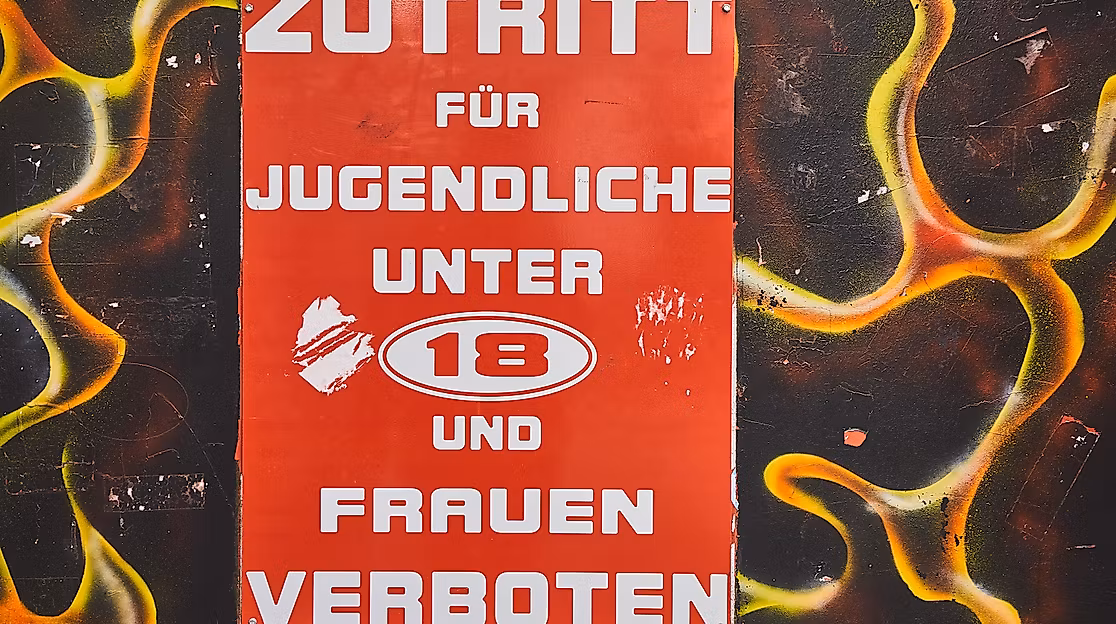 ZUTRITT
FÜR
JUGENDLICHE
UNTER
18
UND
FRAUEN
VERBOTEN